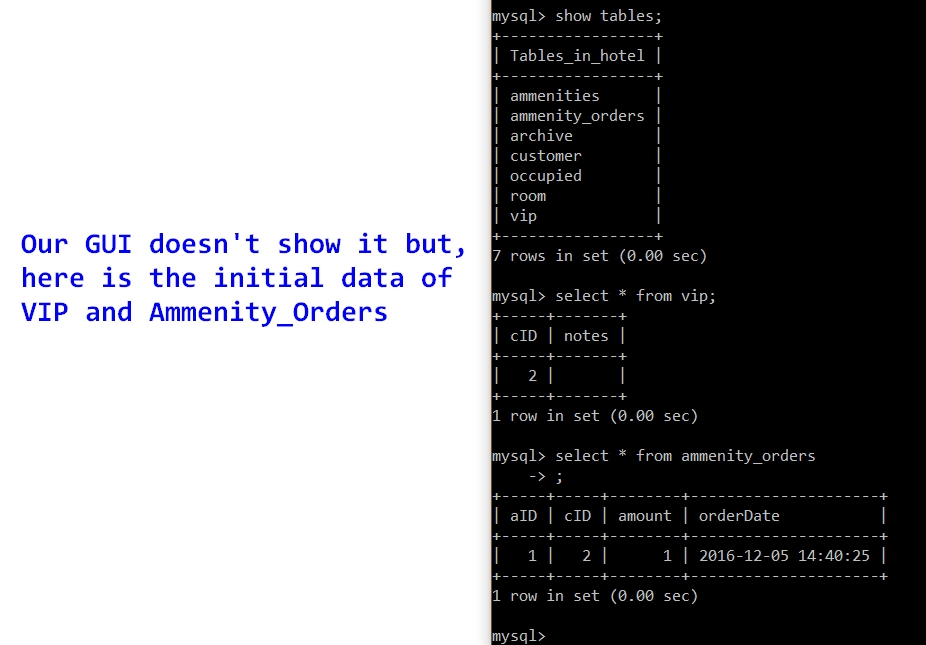 Our GUI doesn't show it but,
here is the initial data of
VIP and Ammenity_Orders
mysql> show tables;
+-----------------+
| Tables_in_hotel |
+-----------------+
| ammenities      |
| ammenity_orders |
| archive         |
| customer        |
| occupied        |
| room            |
| vip             |
+-----------------+
7 rows in set (0.00 sec)
mysql> select * from vip;
+-----+-------+
| cID | notes |
+-----+-------+
|   2 |       |
+-----+-------+
1 row in set (0.00 sec)
mysql> select * from ammenity_orders
    -> ;
+-----+-----+--------+---------------------+
| aID | cID | amount | orderDate           |
+-----+-----+--------+---------------------+
|   1 |   2 |      1 | 2016-12-05 14:40:25 |
+-----+-----+--------+---------------------+
1 row in set (0.00 sec)
mysql>